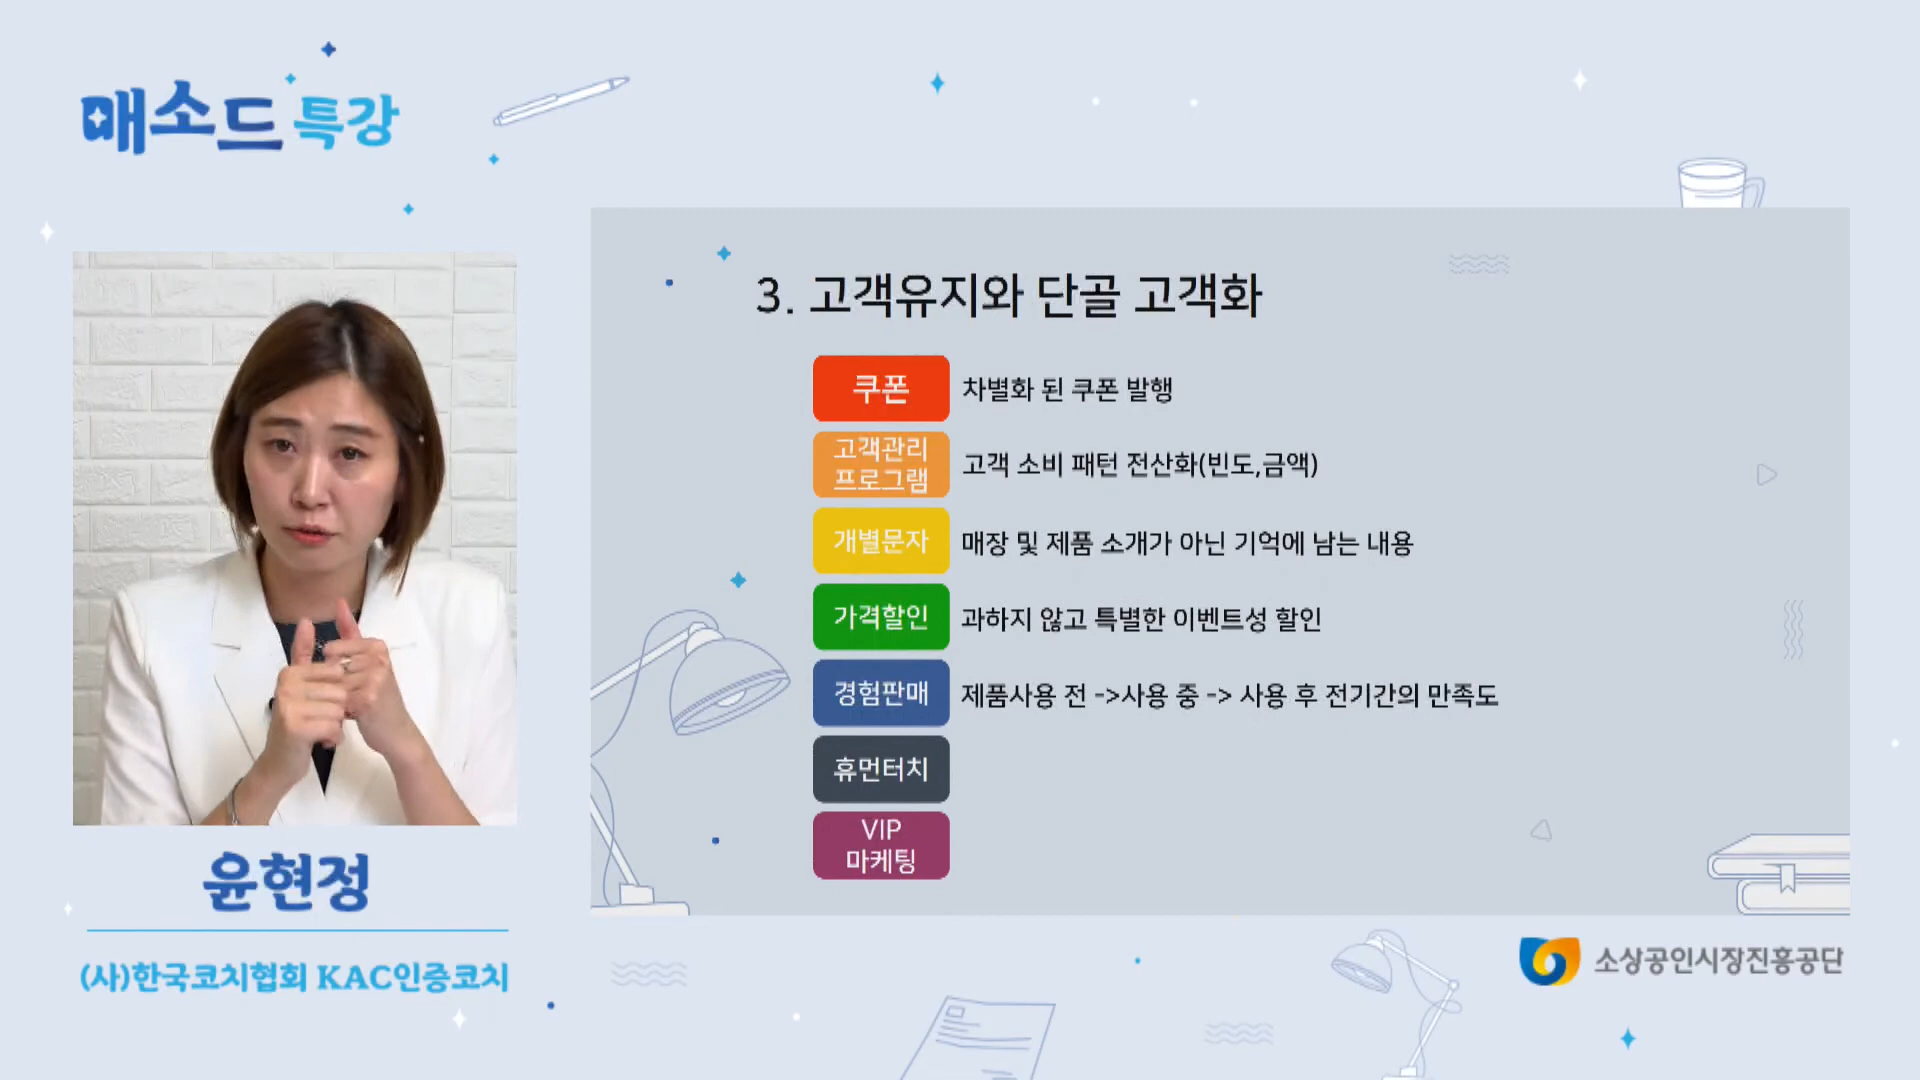 매소드 특강
3. 고객유지와 단골 고객화
쿠폰 차별화 된 쿠폰 발행
고객관리
프로그램
고객 소비 패턴 전산화(빈도,금액)
개별문자 매장 및 제품 소개가 아닌 기억에 남는 내용
가격할인 과하지 않고 특별한 이벤트성 할인
경험판매 제품사용 전 ->사용 중 -> 사용 후 전기간의 만족도
휴먼터치
VIP
마케팅
윤현정
(사)한국코치협회 KAC인증코치
소상공인시장진흥공단